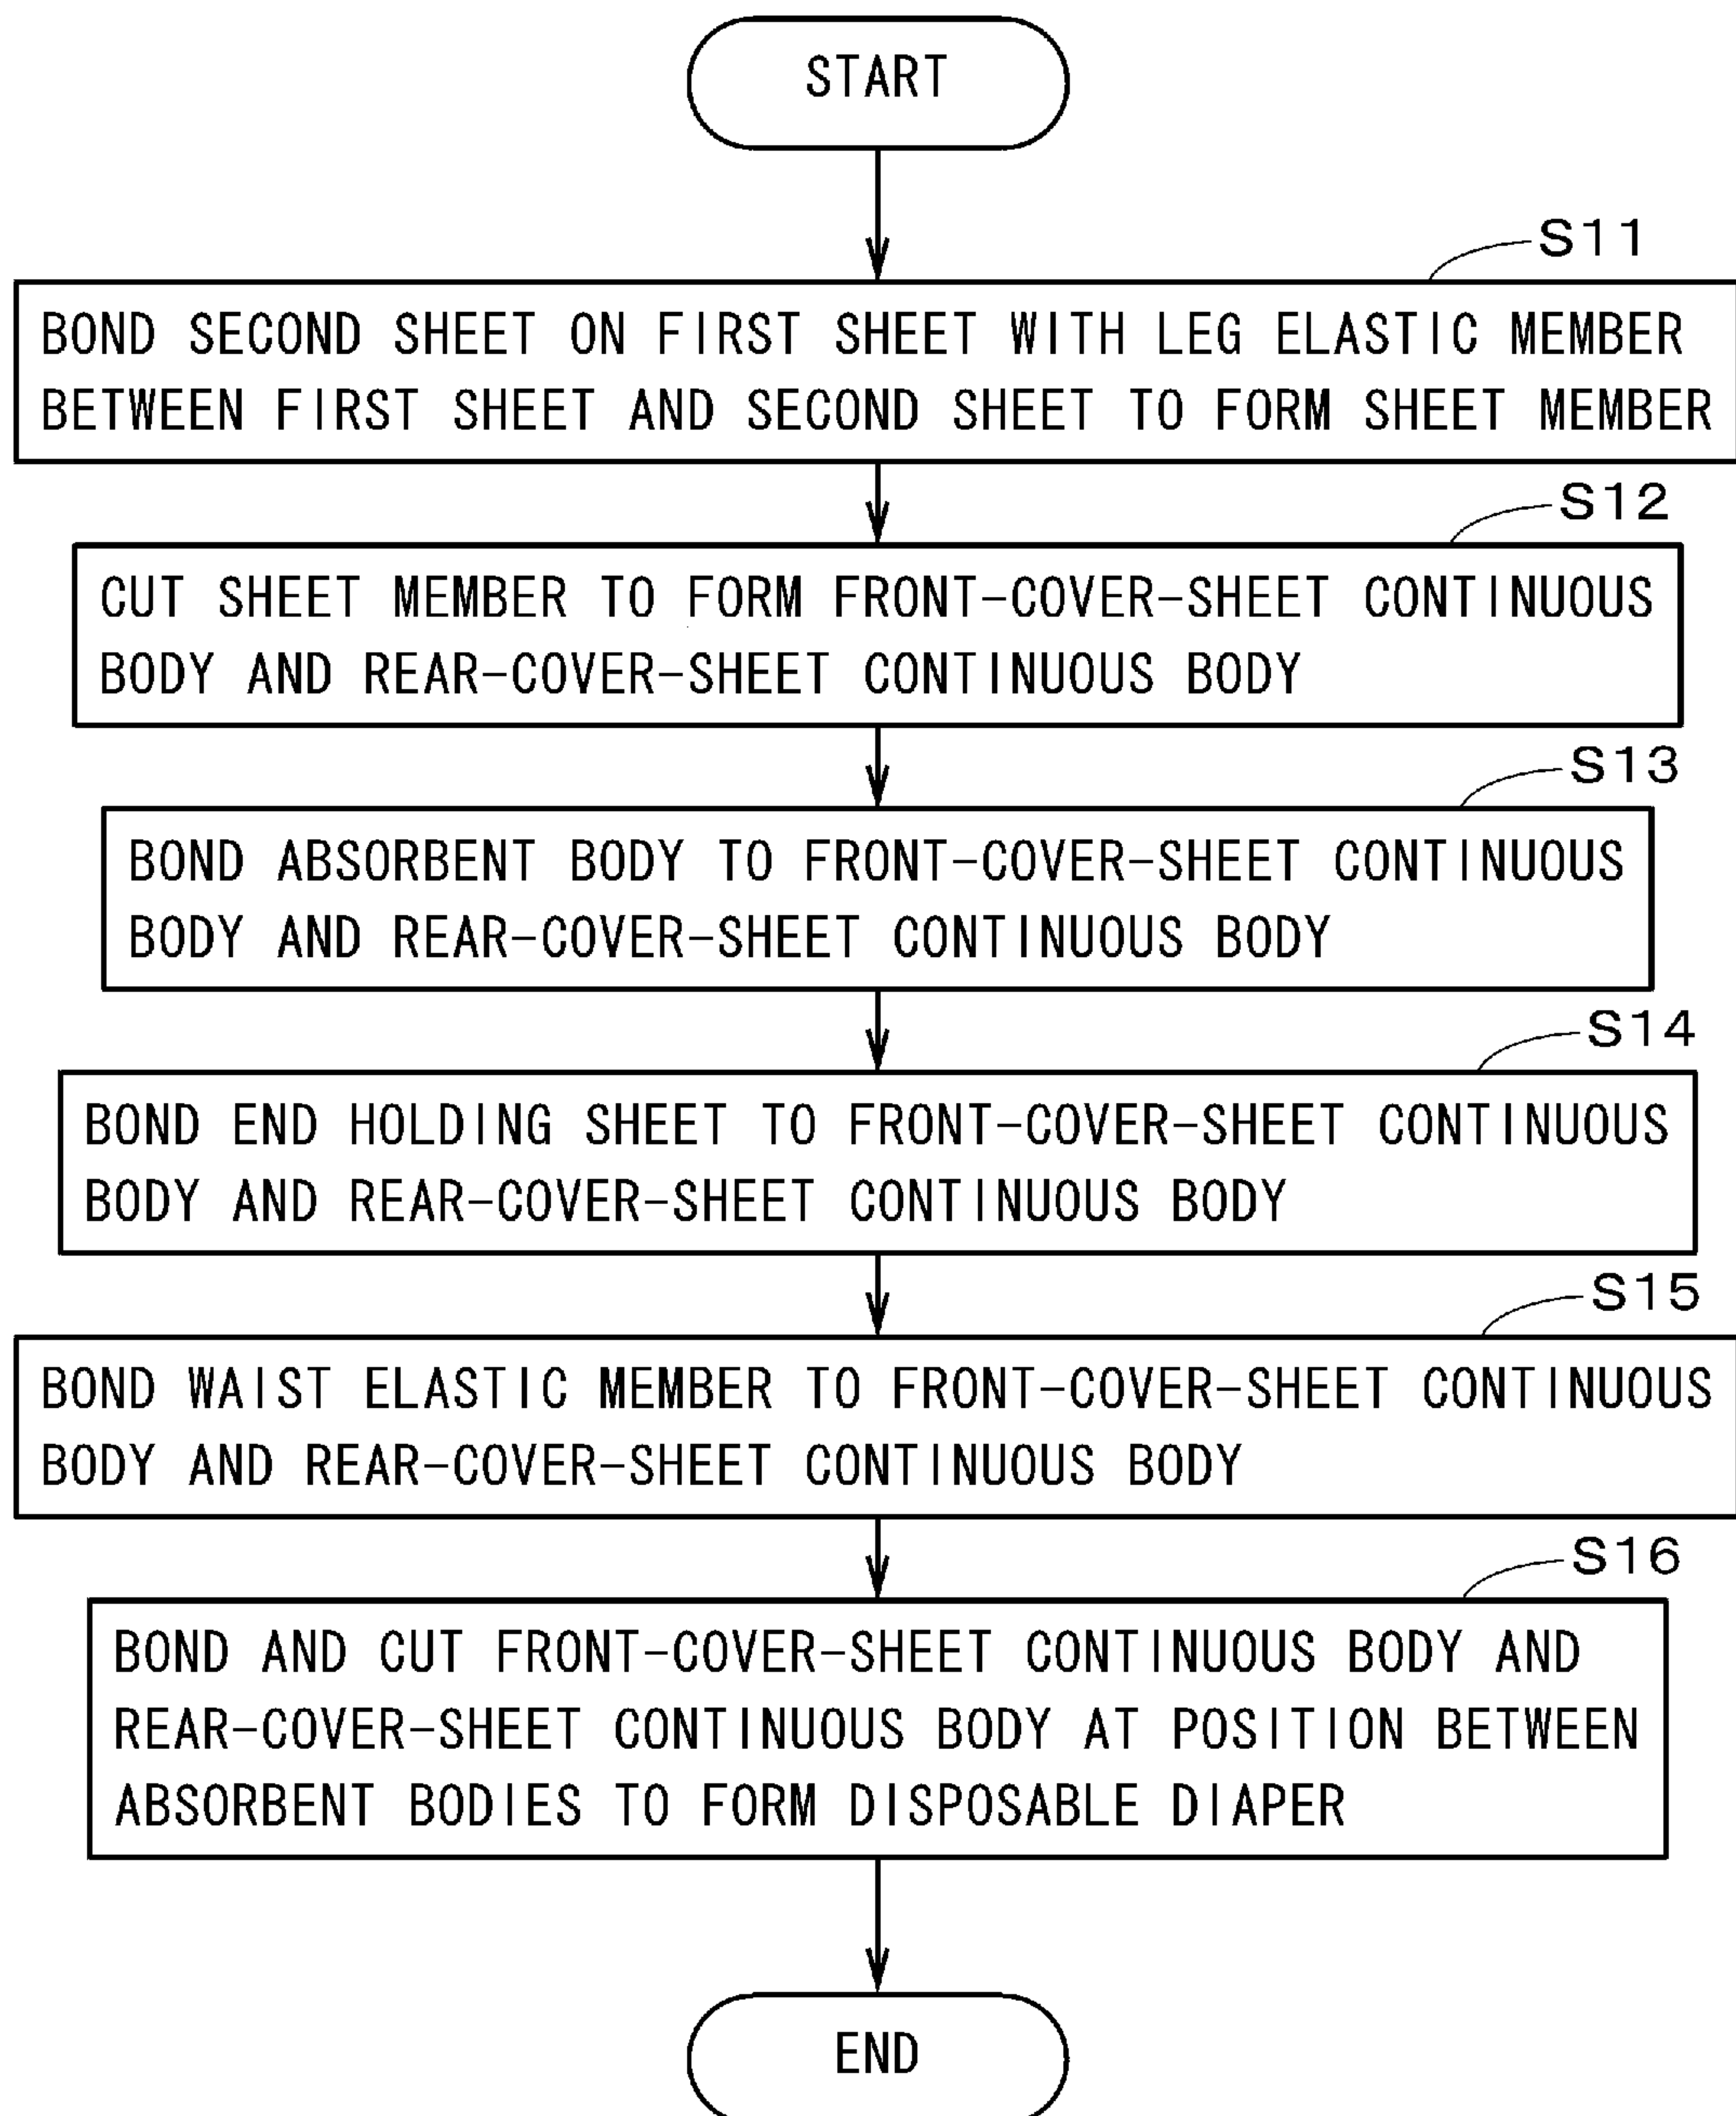 START
S11
BOND SECOND SHEET ON FIRST SHEET WITH LEG ELASTIC MEMBER
BETWEEN FIRST SHEET AND SECOND SHEET TO FORM SHEET MEMBER
S12
CUT SHEET MEMBER TO FORM FRONT-COVER-SHEET CONTINUOUS
BODY AND REAR-COVER-SHEET CONTINUOUS BODY
S13
BOND ABSORBENT BODY TO FRONT-COVER-SHEET CONTINUOUS
BODY AND REAR-COVER-SHEET CONTINUOUS BODY
S14
BOND END HOLDING SHEET TO FRONT-COVER-SHEET CONTINUOUS
BODY AND REAR-COVER-SHEET CONTINUOUS BODY
S15
BOND WAIST ELASTIC MEMBER TO FRONT-COVER-SHEET CONTINUOUS
BODY AND REAR-COVER-SHEET CONTINUOUS BODY
S16
BOND AND CUT FRONT-COVER-SHEET CONTINUOUS BODY AND
REAR-COVER-SHEET CONTINUOUS BODY AT POSITION BETWEEN
ABSORBENT BODIES TO FORM DISPOSABLE DIAPER
END